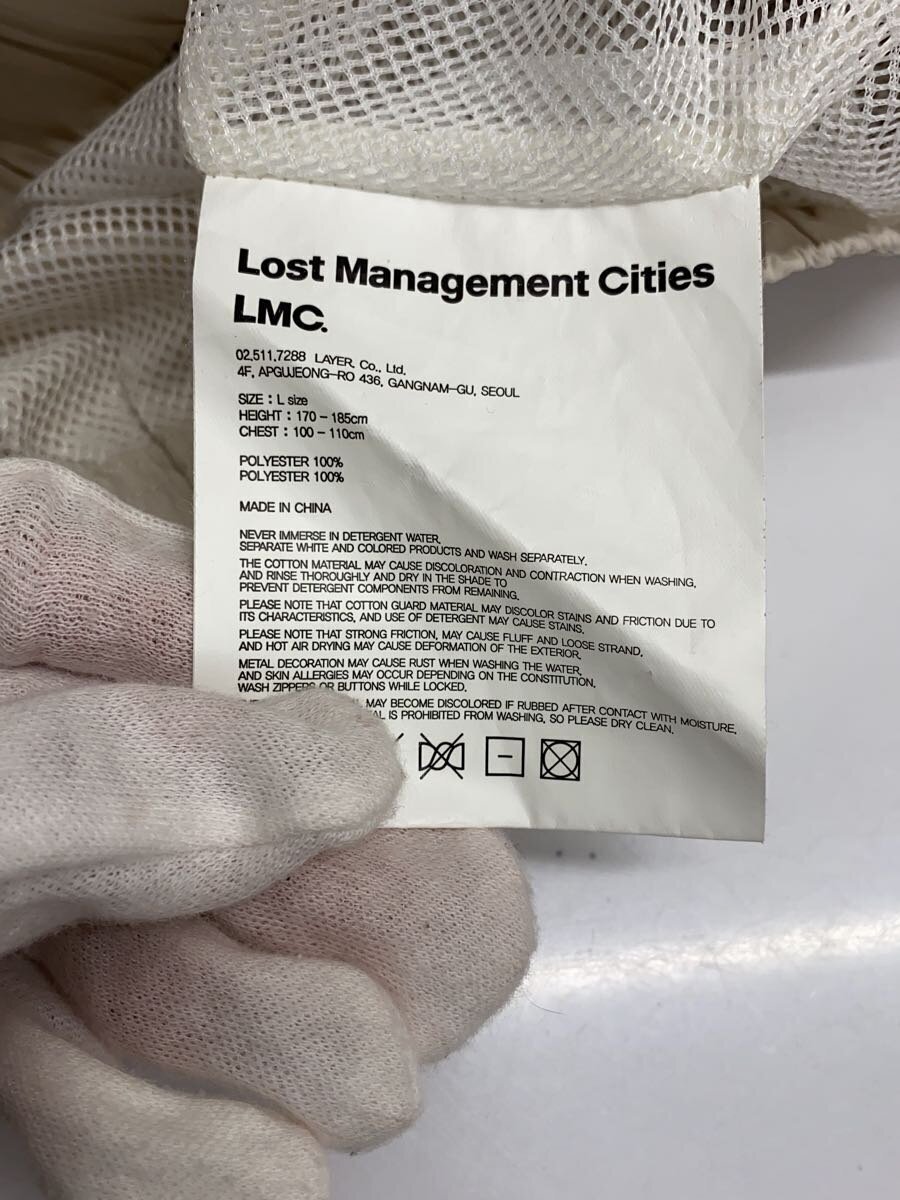 Lost Management Cities
LMC.
02.511.7288 LAYER. Co., Ltd.
4F, APGUJEONG-RO 436, GANGNAM-GU, SEOUL
SIZE : L size
HEIGHT : 170 - 185cm
CHEST : 100 - 110cm
POLYESTER 100%
POLYESTER 100%
MADE IN CHINA
NEVER IMMERSE IN DETERGENT WATER.
SEPARATE WHITE AND COLORED PRODUCTS AND WASH SEPARATELY.
THE COTTON MATERIAL MAY CAUSE DISCOLORATION AND CONTRACTION WHEN WASHING,
AND RINSE THOROUGHLY AND DRY IN THE SHADE TO
PREVENT DETERGENT COMPONENTS FROM REMAINING.
PLEASE NOTE THAT COTTON GUARD MATERIAL MAY DISCOLOR STAINS AND FRICTION DUE TO
ITS CHARACTERISTICS, AND USE OF DETERGENT MAY CAUSE STAINS.
PLEASE NOTE THAT STRONG FRICTION, MAY CAUSE FLUFF AND LOOSE STRAND,
AND HOT AIR DRYING MAY CAUSE DEFORMATION OF THE EXTERIOR.
METAL DECORATION MAY CAUSE RUST WHEN WASHING THE WATER,
AND SKIN ALLERGIES MAY OCCUR DEPENDING ON THE CONSTITUTION.
WASH ZIPPERS OR BUTTONS WHILE LOCKED.
MAY BECOME DISCOLORED IF RUBBED AFTER CONTACT WITH MOISTURE.
IS PROHIBITED FROM WASHING, SO PLEASE DRY CLEAN.